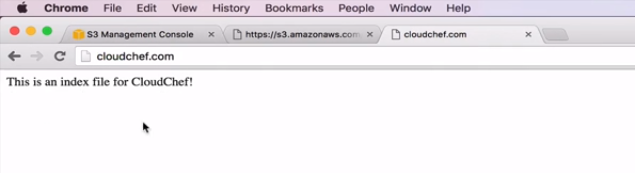 Chrome File Edit View History Bookmarks People Window Help
S3 Management Console × https://s3.amazonaws.com × cloudchef.com ×
cloudchef.com
This is an index file for CloudChef!